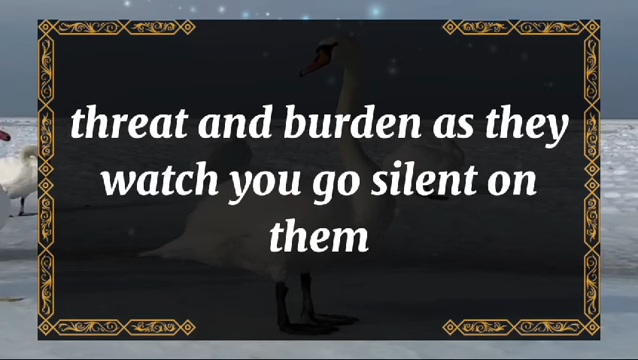 threat and burden as they
watch you go silent on
them